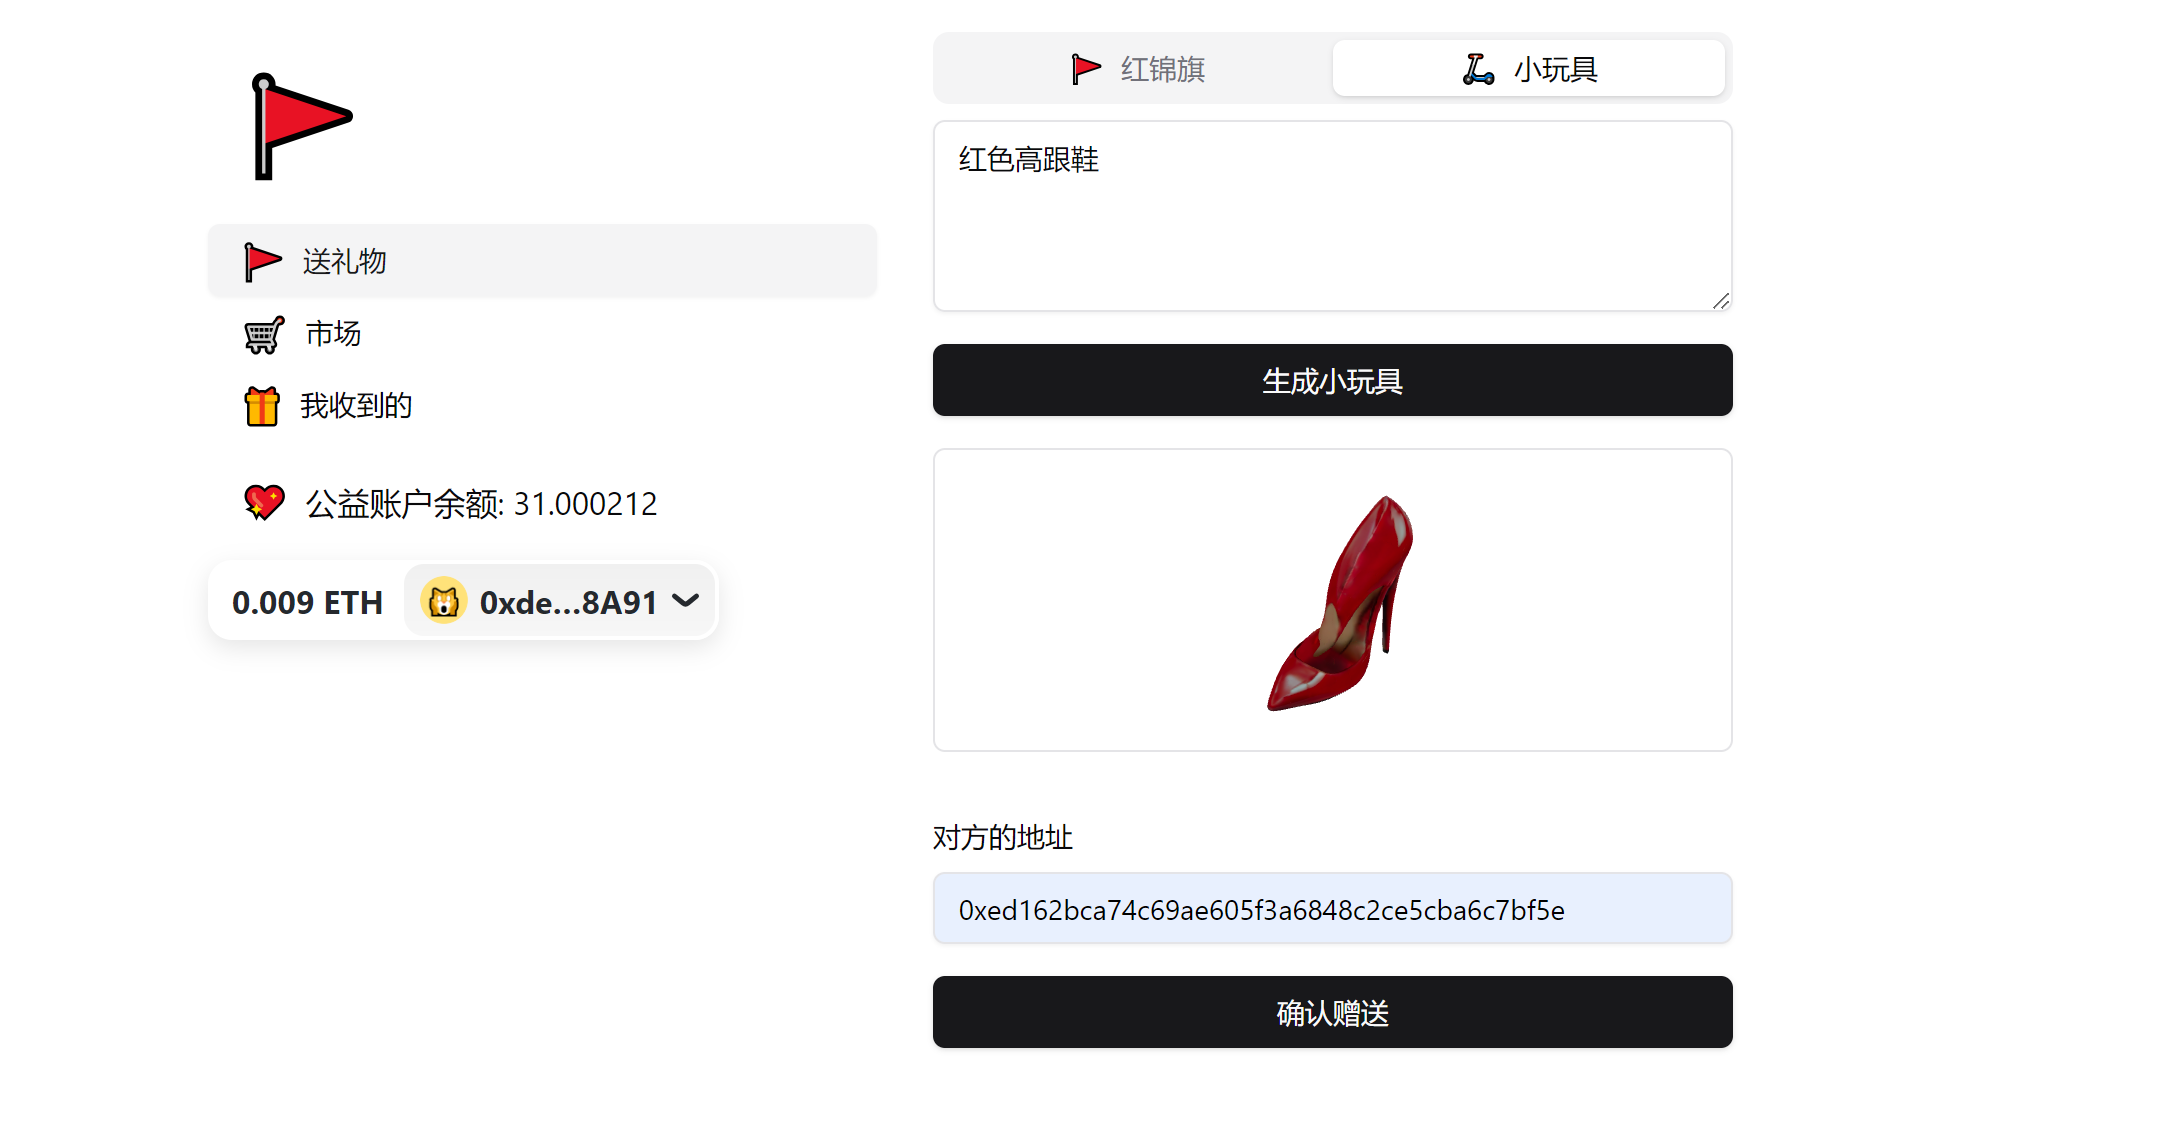 送礼物
市场
我收到的
公益账户余额: 31.000212
0.009 ETH
0xde...8A91
红锦旗
小玩具
红色高跟鞋
生成小玩具
对方的地址
0xed162bca74c69ae605f3a6848c2ce5cba6c7bf5e
确认赠送